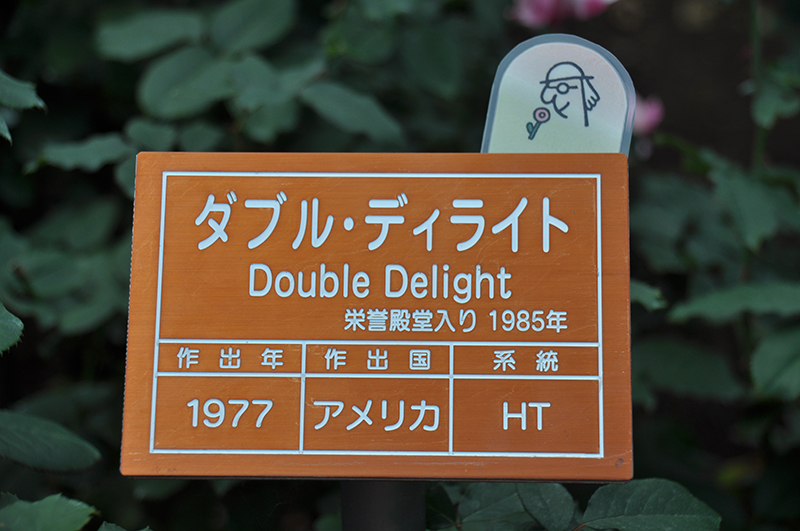 ダブル・ディライト
Double Delight
栄誉殿堂入り 1985年
作出年 作出国 系統
1977 アメリカ HT